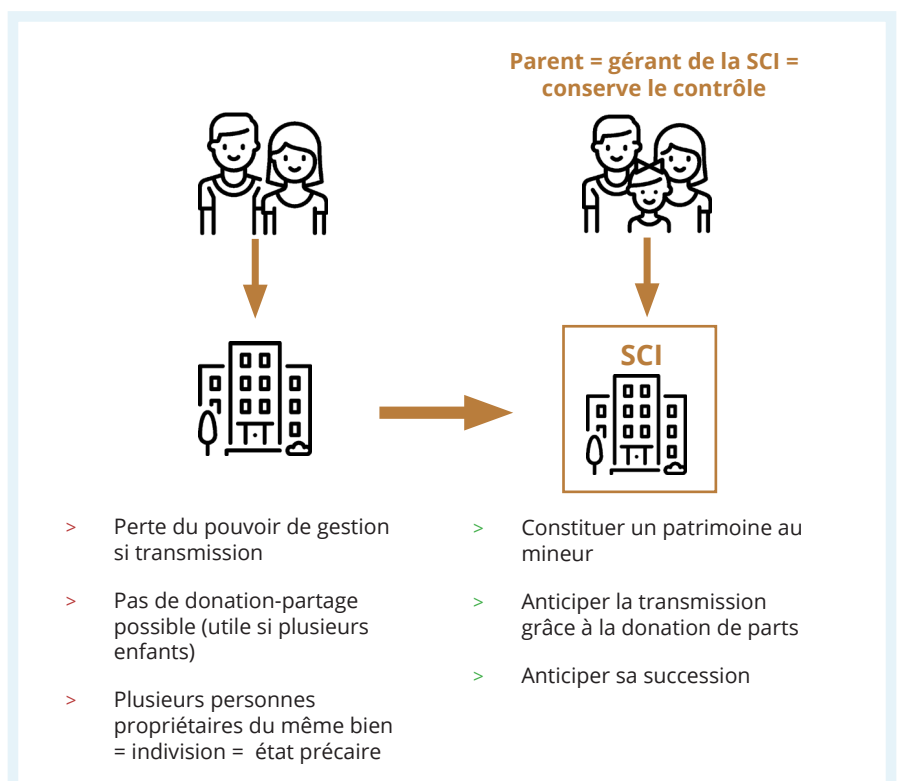 Parent = gérant de la SCI =
conserve le contrôle
SCI
> Perte du pouvoir de gestion
si transmission
> Pas de donation-partage
possible (utile si plusieurs
enfants)
> Plusieurs personnes
propriétaires du même bien
= indivision = état précaire
> Constituer un patrimoine au
mineur
> Anticiper la transmission
grâce à la donation de parts
> Anticiper sa succession